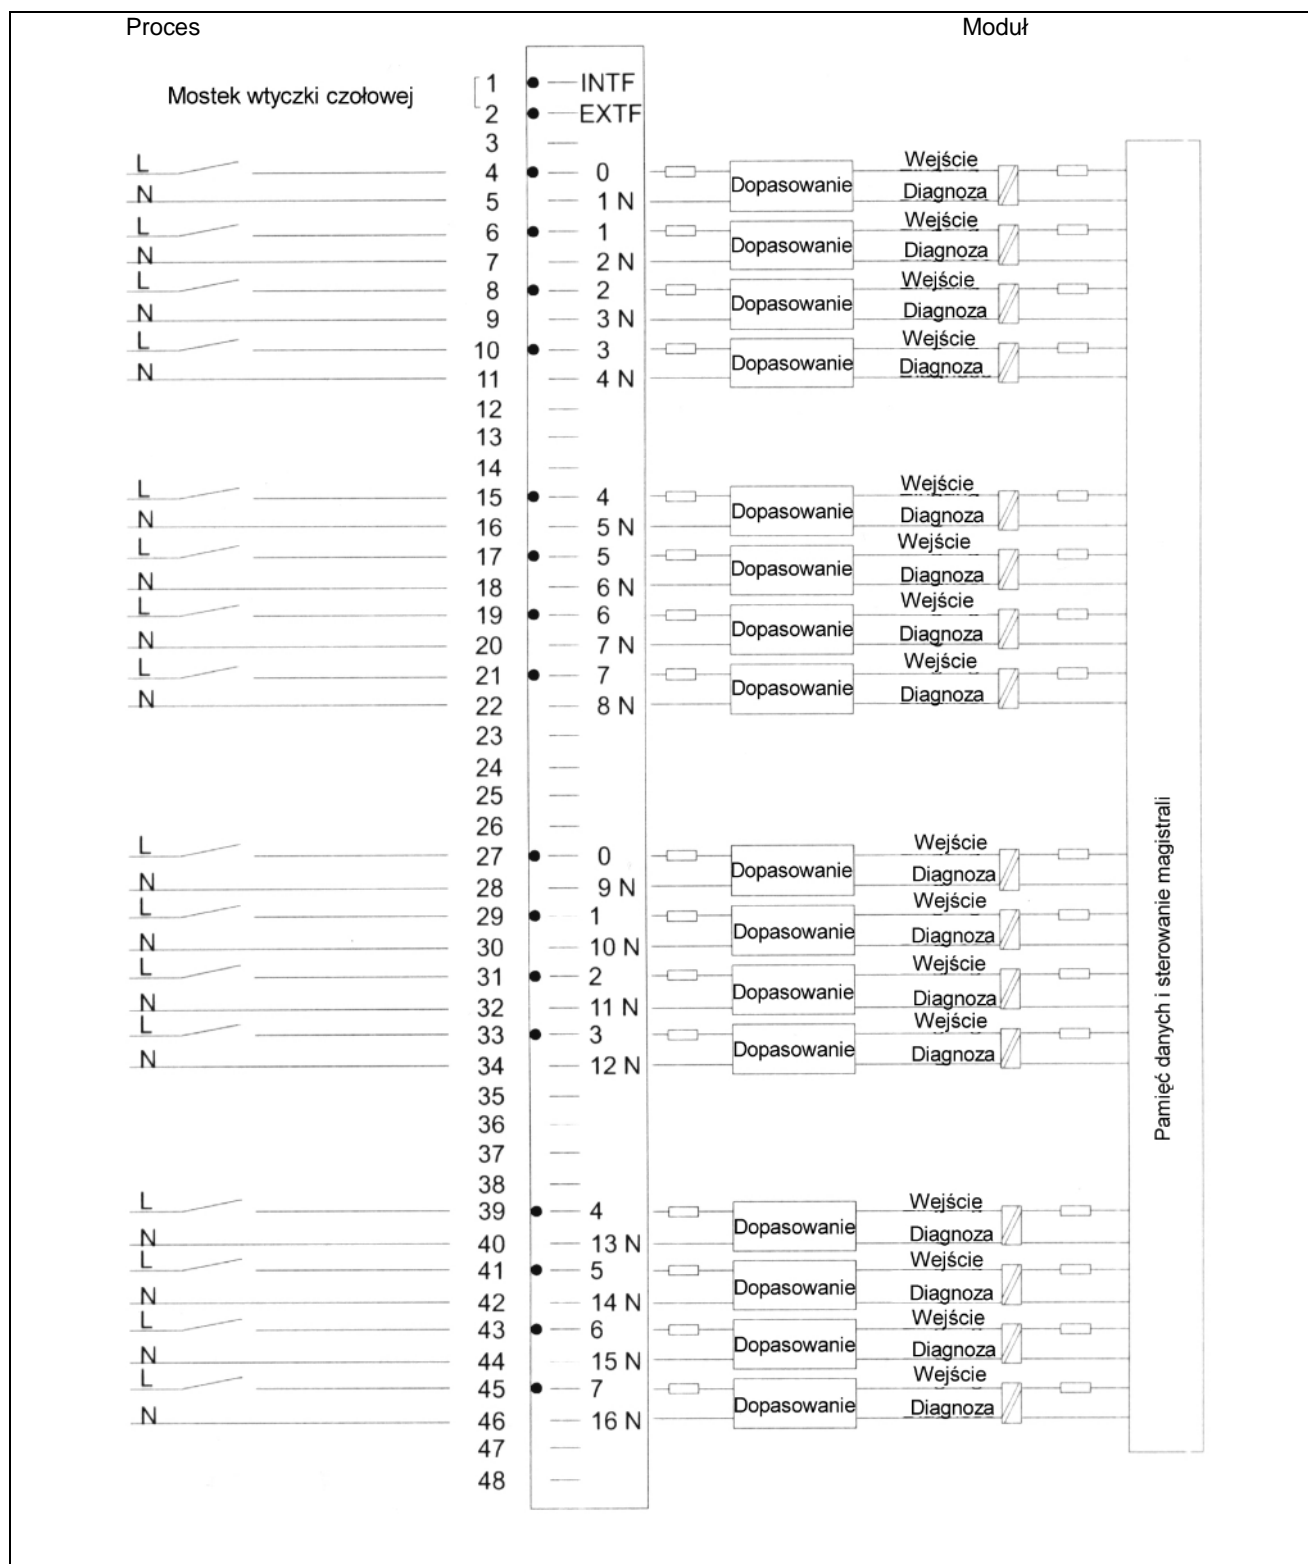 Proces Moduł
Mostek wtyczki czołowej
1 INTF
2 EXTF
3
L 4 0 Dopasowanie Wejście
N 5 1 N Diagnoza
L 6 1 Dopasowanie Wejście
N 7 2 N Diagnoza
L 8 2 Dopasowanie Wejście
N 9 3 N Diagnoza
L 10 3 Dopasowanie Wejście
N 11 4 N Diagnoza
12
13
14
L 15 4 Dopasowanie Wejście
N 16 5 N Diagnoza
L 17 5 Dopasowanie Wejście
N 18 6 N Diagnoza
L 19 6 Dopasowanie Wejście
N 20 7 N Diagnoza
L 21 7 Dopasowanie Wejście
N 22 8 N Diagnoza
23
24
25
26
L 27 0 Dopasowanie Wejście
N 28 9 N Diagnoza
L 29 1 Dopasowanie Wejście
N 30 10 N Diagnoza
L 31 2 Dopasowanie Wejście
N 32 11 N Diagnoza
L 33 3 Dopasowanie Wejście
N 34 12 N Diagnoza
35
36
37
38
L 39 4 Dopasowanie Wejście
N 40 13 N Diagnoza
L 41 5 Dopasowanie Wejście
N 42 14 N Diagnoza
L 43 6 Dopasowanie Wejście
N 44 15 N Diagnoza
L 45 7 Dopasowanie Wejście
N 46 16 N Diagnoza
47
48
Pamięć danych i sterowanie magistrali